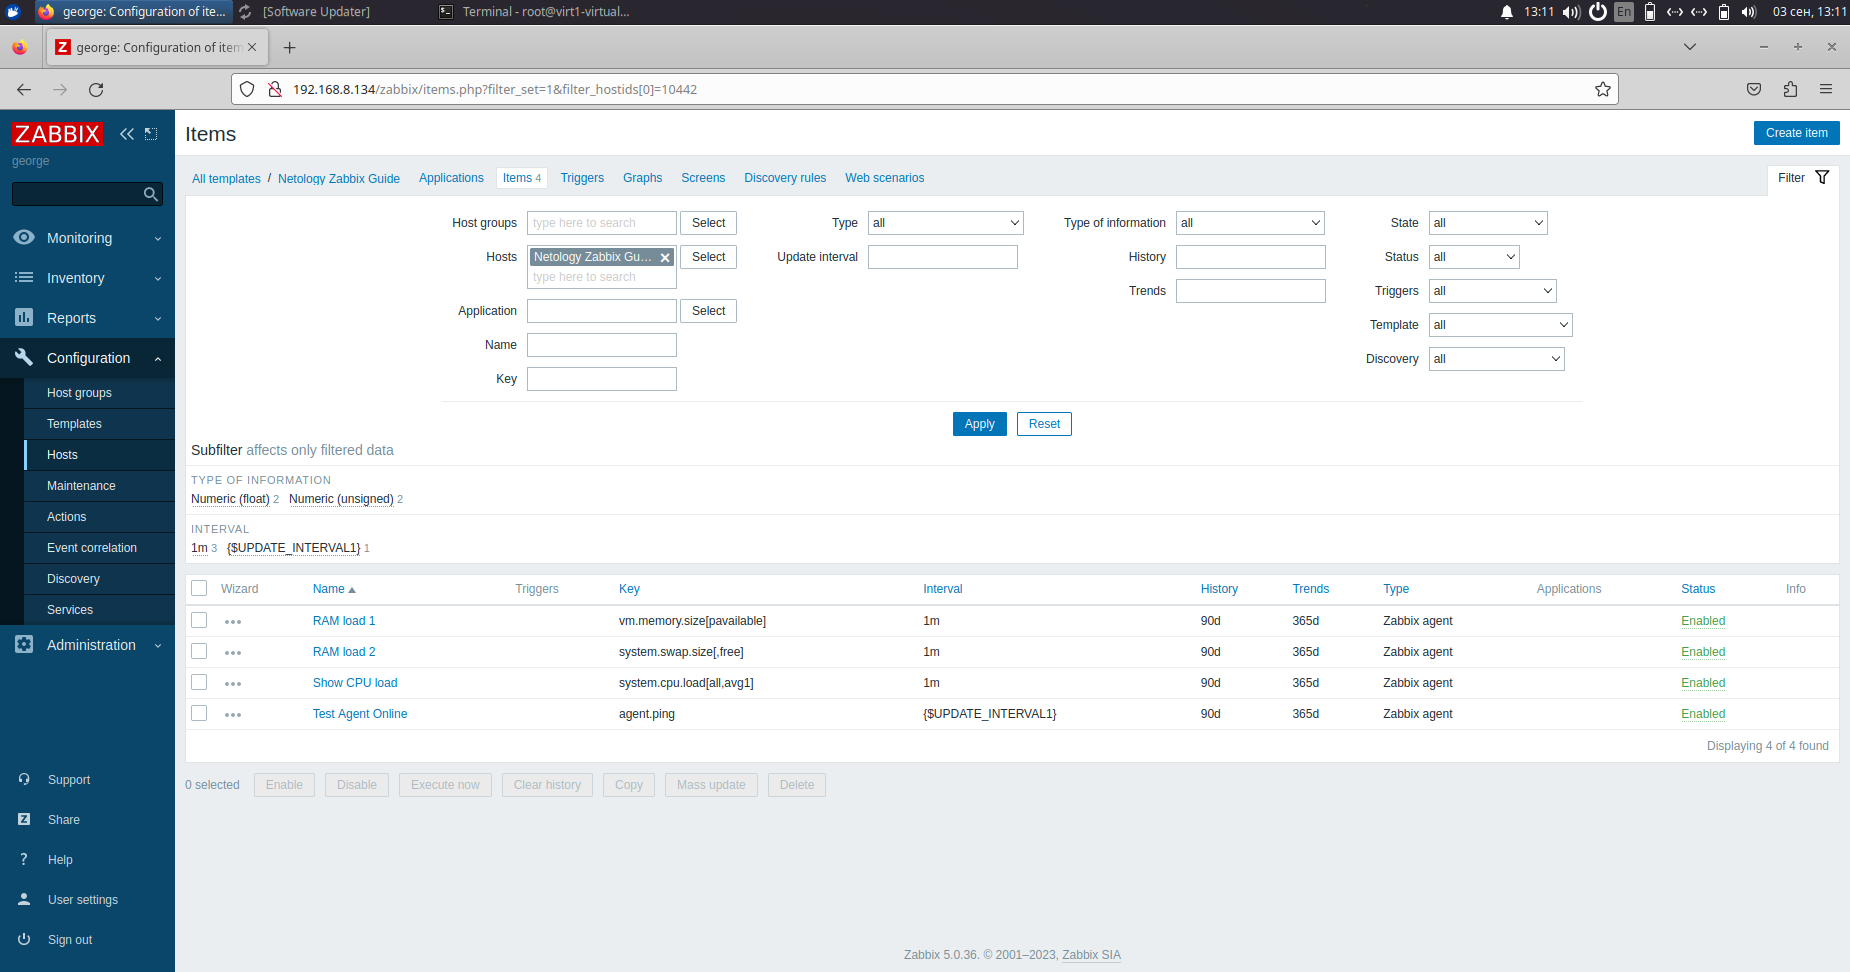 george: Configuration of ite...
[Software Updater]
Terminal - root@virt1-virtual...
13:11
En
03 сен, 13:11
george: Configuration of item
192.168.8.134/zabbix/items.php?filter_set=1&filter_hostids[0]=10442
ZABBIX
george
Monitoring
Inventory
Reports
Configuration
Host groups
Templates
Hosts
Maintenance
Actions
Event correlation
Discovery
Services
Administration
Support
Share
Help
User settings
Sign out
Items
Create item
All templates / Netology Zabbix Guide Applications Items 4 Triggers Graphs Screens Discovery rules Web scenarios
Filter
Host groups type here to search Select Type all Type of information all State all
Hosts Netology Zabbix Gu... Select Update interval History Status all
type here to search
Trends Triggers all
Application Select
Template all
Name
Discovery all
Key
Apply Reset
Subfilter affects only filtered data
TYPE OF INFORMATION
Numeric (float) 2 Numeric (unsigned) 2
INTERVAL
1m 3 {$UPDATE_INTERVAL1} 1
Wizard Name Triggers Key Interval History Trends Type Applications Status Info
RAM load 1 vm.memory.size[pavailable] 1m 90d 365d Zabbix agent Enabled
RAM load 2 system.swap.size[,free] 1m 90d 365d Zabbix agent Enabled
Show CPU load system.cpu.load[all,avg1] 1m 90d 365d Zabbix agent Enabled
Test Agent Online agent.ping {$UPDATE_INTERVAL1} 90d 365d Zabbix agent Enabled
Displaying 4 of 4 found
0 selected Enable Disable Execute now Clear history Copy Mass update Delete
Zabbix 5.0.36. © 2001–2023, Zabbix SIA